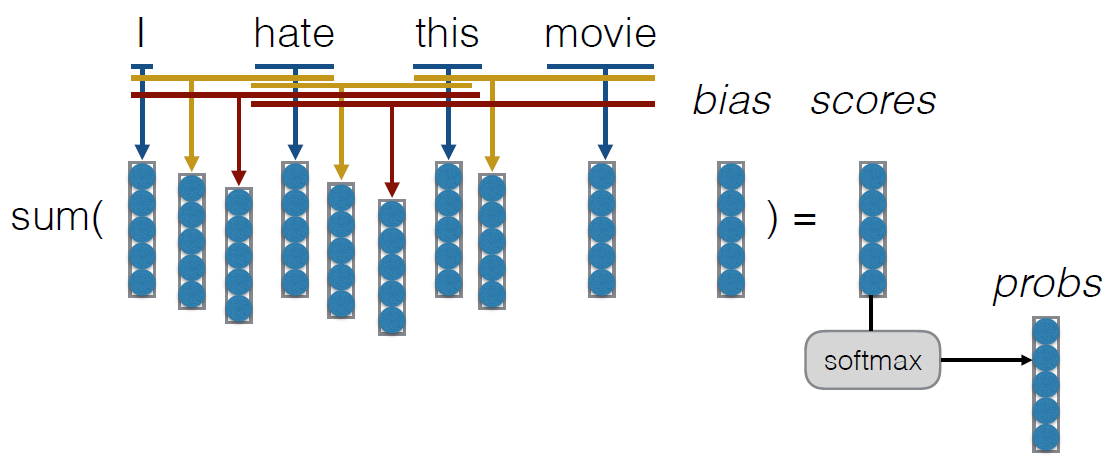 I hate this movie
bias scores
sum( ) =
probs
softmax